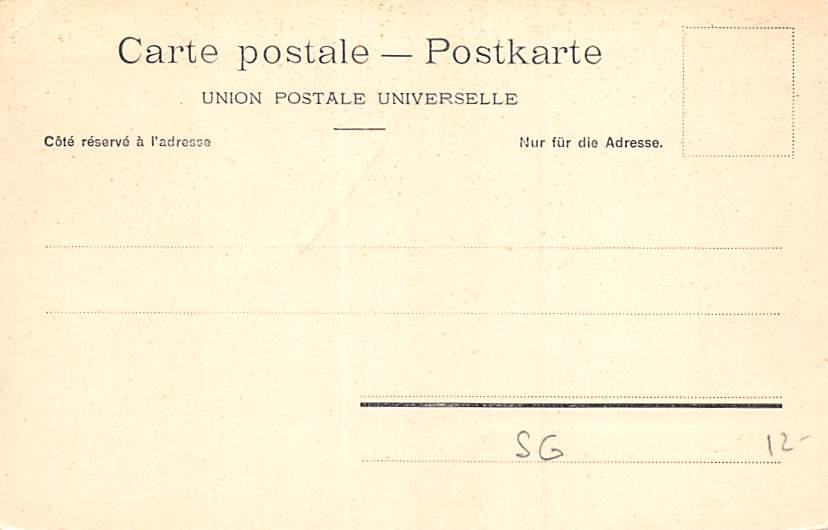 Carte postale — Postkarte
UNION POSTALE UNIVERSELLE
Côté réservé à l'adresse
Nur für die Adresse.
SG
12-